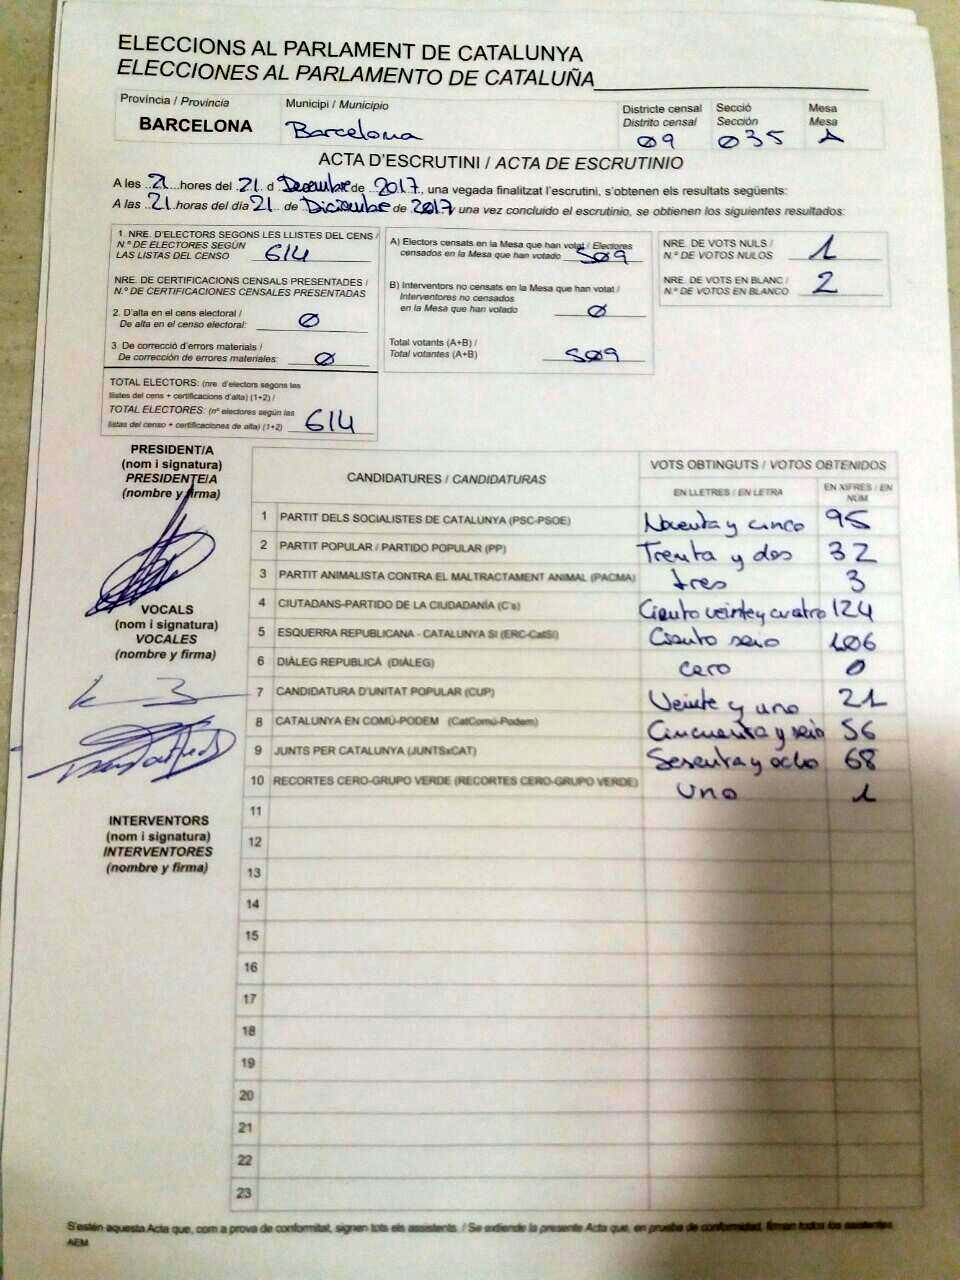 ELECCIONS AL PARLAMENT DE CATALUNYA
ELECCIONES AL PARLAMENTO DE CATALUÑA
Província / Provincia
BARCELONA
Municipi / Municipio
Barcelona
Districte censal
Distrito censal
09
Secció
Sección
035
Mesa
Mesa
A
ACTA D'ESCRUTINI / ACTA DE ESCRUTINIO
A les 21 hores del 21 d Desembre de 2017, una vegada finalitzat l'escrutini, s'obtenen els resultats següents:
A las 21 horas del día 21 de Diciembre de 2017 una vez concluido el escrutinio, se obtienen los siguientes resultados:
1. NRE. D'ELECTORS SEGONS LES LLISTES DEL CENS /
N.º DE ELECTORES SEGÚN
LAS LISTAS DEL CENSO 614
NRE. DE CERTIFICACIONS CENSALS PRESENTADES /
N.º DE CERTIFICACIONES CENSALES PRESENTADAS
2. D'alta en el cens electoral /
De alta en el censo electoral: 0
3. De correcció d'errors materials /
De corrección de errores materiales: 0
TOTAL ELECTORS: (nre. d'electors segons les
llistes del cens + certificacions d'alta) (1+2) /
TOTAL ELECTORES: (nº electores según las
listas del censo + certificaciones de alta) (1+2) 614
A) Electors censats en la Mesa que han votat / Electores
censados en la Mesa que han votado 509
B) Interventors no censats en la Mesa que han votat /
Interventores no censados
en la Mesa que han votado 0
Total votants (A+B) /
Total votantes (A+B) 509
NRE. DE VOTS NULS /
N.º DE VOTOS NULOS 1
NRE. DE VOTS EN BLANC /
N.º DE VOTOS EN BLANCO 2
PRESIDENT/A
(nom i signatura)
PRESIDENTE/A
(nombre y firma)
VOCALS
(nom i signatura)
VOCALES
(nombre y firma)
INTERVENTORS
(nom i signatura)
INTERVENTORES
(nombre y firma)
CANDIDATURES / CANDIDATURAS
VOTS OBTINGUTS / VOTOS OBTENIDOS
EN LLETRES / EN LETRA
EN XIFRES / EN NÚM
1 PARTIT DELS SOCIALISTES DE CATALUNYA (PSC-PSOE) Noventa y cinco 95
2 PARTIT POPULAR / PARTIDO POPULAR (PP) Trenta y dos 32
3 PARTIT ANIMALISTA CONTRA EL MALTRACTAMENT ANIMAL (PACMA) tres 3
4 CIUTADANS-PARTIDO DE LA CIUDADANÍA (C's) Ciento veinte y cuatro 124
5 ESQUERRA REPUBLICANA - CATALUNYA SÍ (ERC-CatSí) Ciento seis 106
6 DIÀLEG REPUBLICÀ (DIÀLEG) cero 0
7 CANDIDATURA D'UNITAT POPULAR (CUP) Veinte y uno 21
8 CATALUNYA EN COMÚ-PODEM (CatComú-Podem) Cincuenta y seis 56
9 JUNTS PER CATALUNYA (JUNTSxCAT) Sesenta y ocho 68
10 RECORTES CERO-GRUPO VERDE (RECORTES CERO-GRUPO VERDE) uno 1
11
12
13
14
15
16
17
18
19
20
21
22
23
S'estén aquesta Acta que, com a prova de conformitat, signen tots els assistents. / Se extiende la presente Acta que, en prueba de conformidad, firman todos los asistentes
AEM